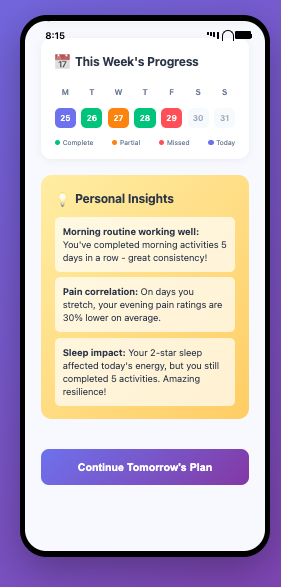 8:15
This Week's Progress
M T W T F S S
25 26 27 28 29 30 31
Complete Partial Missed Today
Personal Insights
Morning routine working well:
You've completed morning activities 5
days in a row - great consistency!
Pain correlation: On days you
stretch, your evening pain ratings are
30% lower on average.
Sleep impact: Your 2-star sleep
affected today's energy, but you still
completed 5 activities. Amazing
resilience!
Continue Tomorrow's Plan